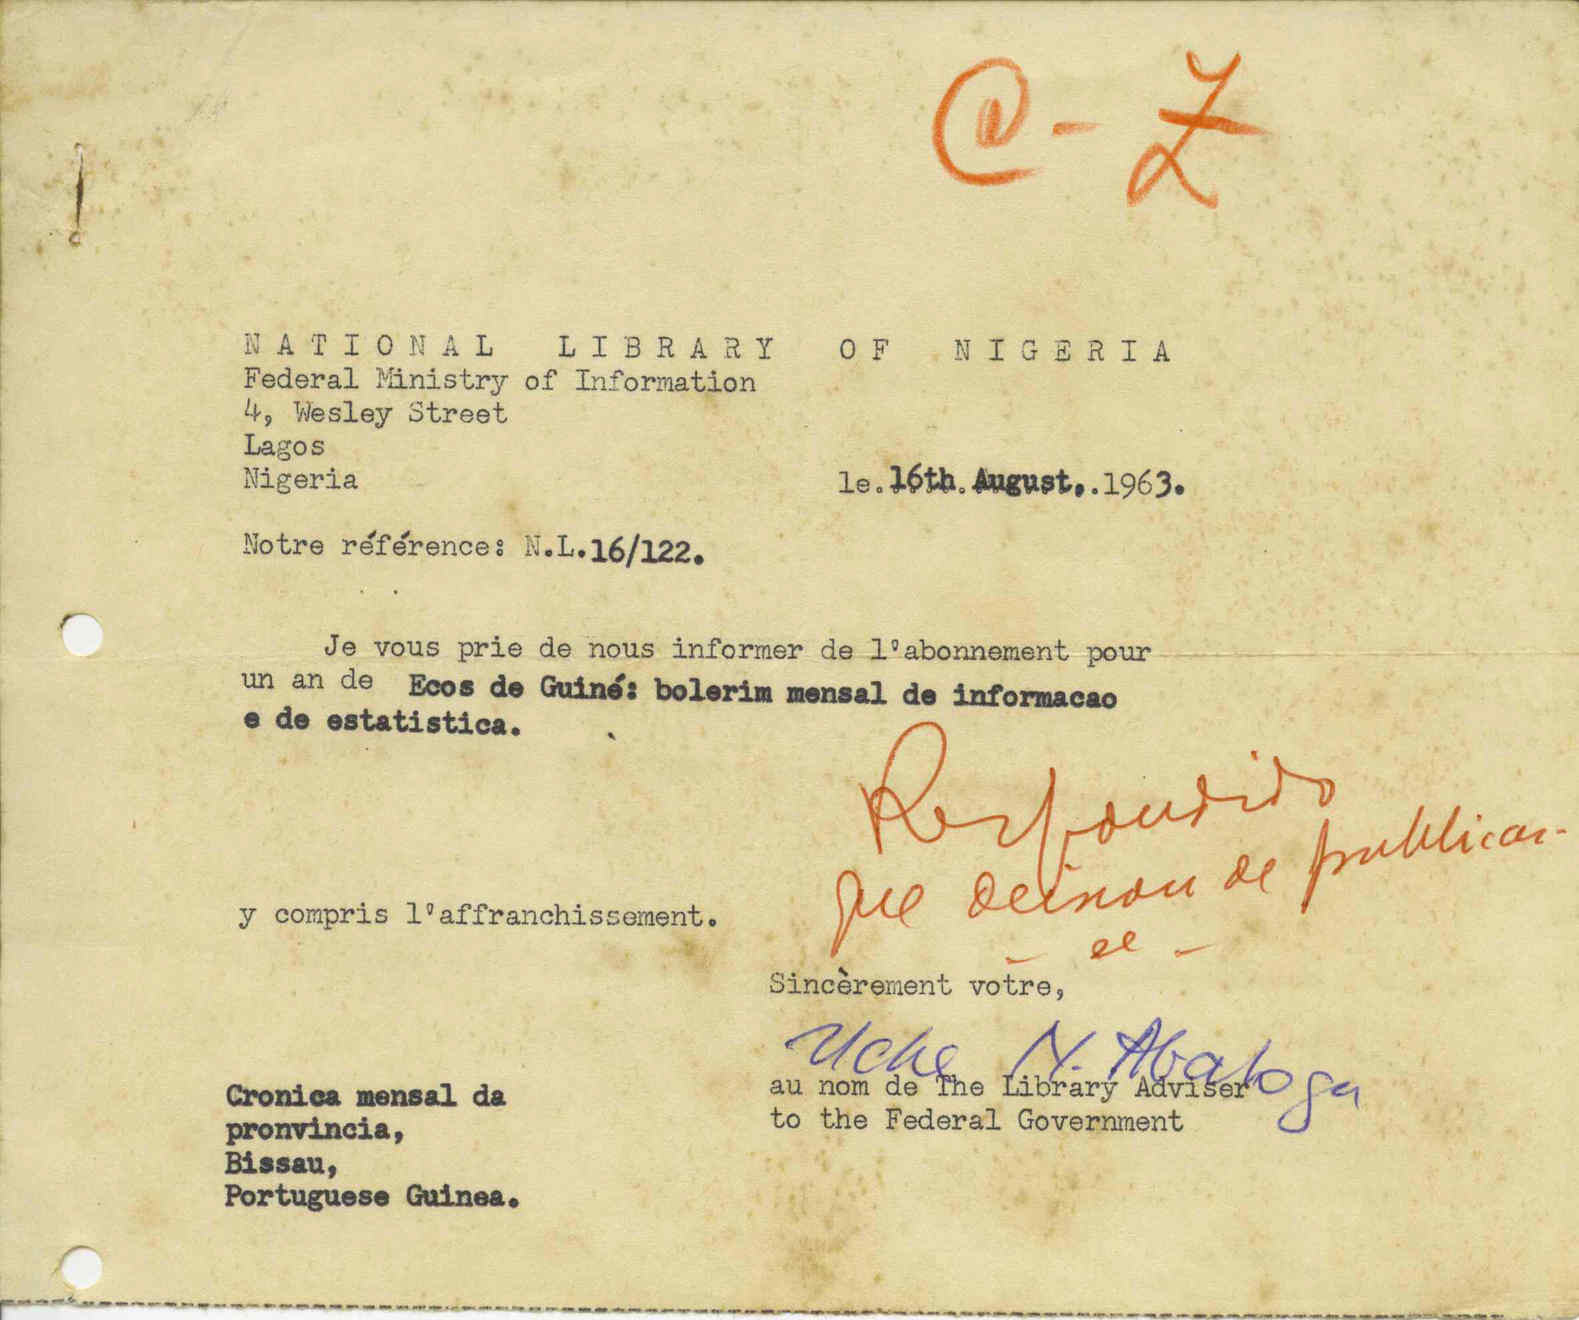 @ - Z
NATIONAL LIBRARY OF NIGERIA
Federal Ministry of Information
4, Wesley Street
Lagos
Nigeria
le.16th.August,.1963.
Notre référence: N.L.16/122.
Je vous prie de nous informer de l'abonnement pour
un an de Ecos de Guiné: bolerim mensal de informacao
e de estatistica.
Respondido
que deixou de publicar-
- se -
y compris l'affranchissement.
Sincèrement votre,
Uche N.
au nom de The Library Adviser
to the Federal Government
Cronica mensal da
pronvincia,
Bissau,
Portuguese Guinea.